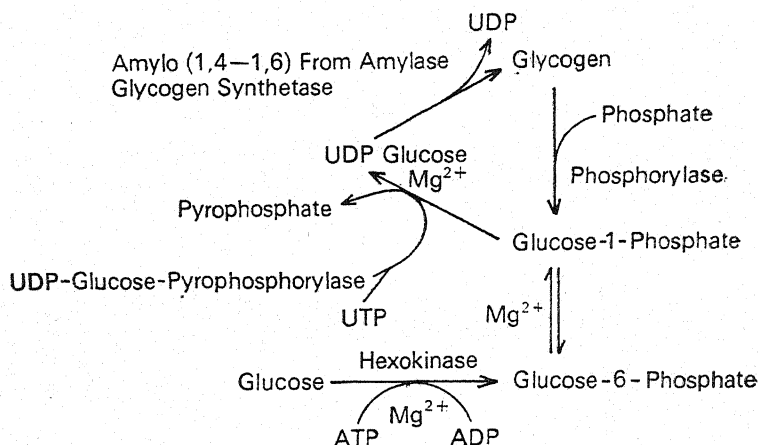 UDP
Amylo (1,4—1,6) From Amylase
Glycogen Synthetase
Glycogen
Phosphate
UDP Glucose
Mg²⁺
Phosphorylase
Pyrophosphate
Glucose-1-Phosphate
UDP-Glucose-Pyrophosphorylase
UTP
Mg²⁺
Hexokinase
Glucose
Glucose-6-Phosphate
Mg²⁺
ATP
ADP